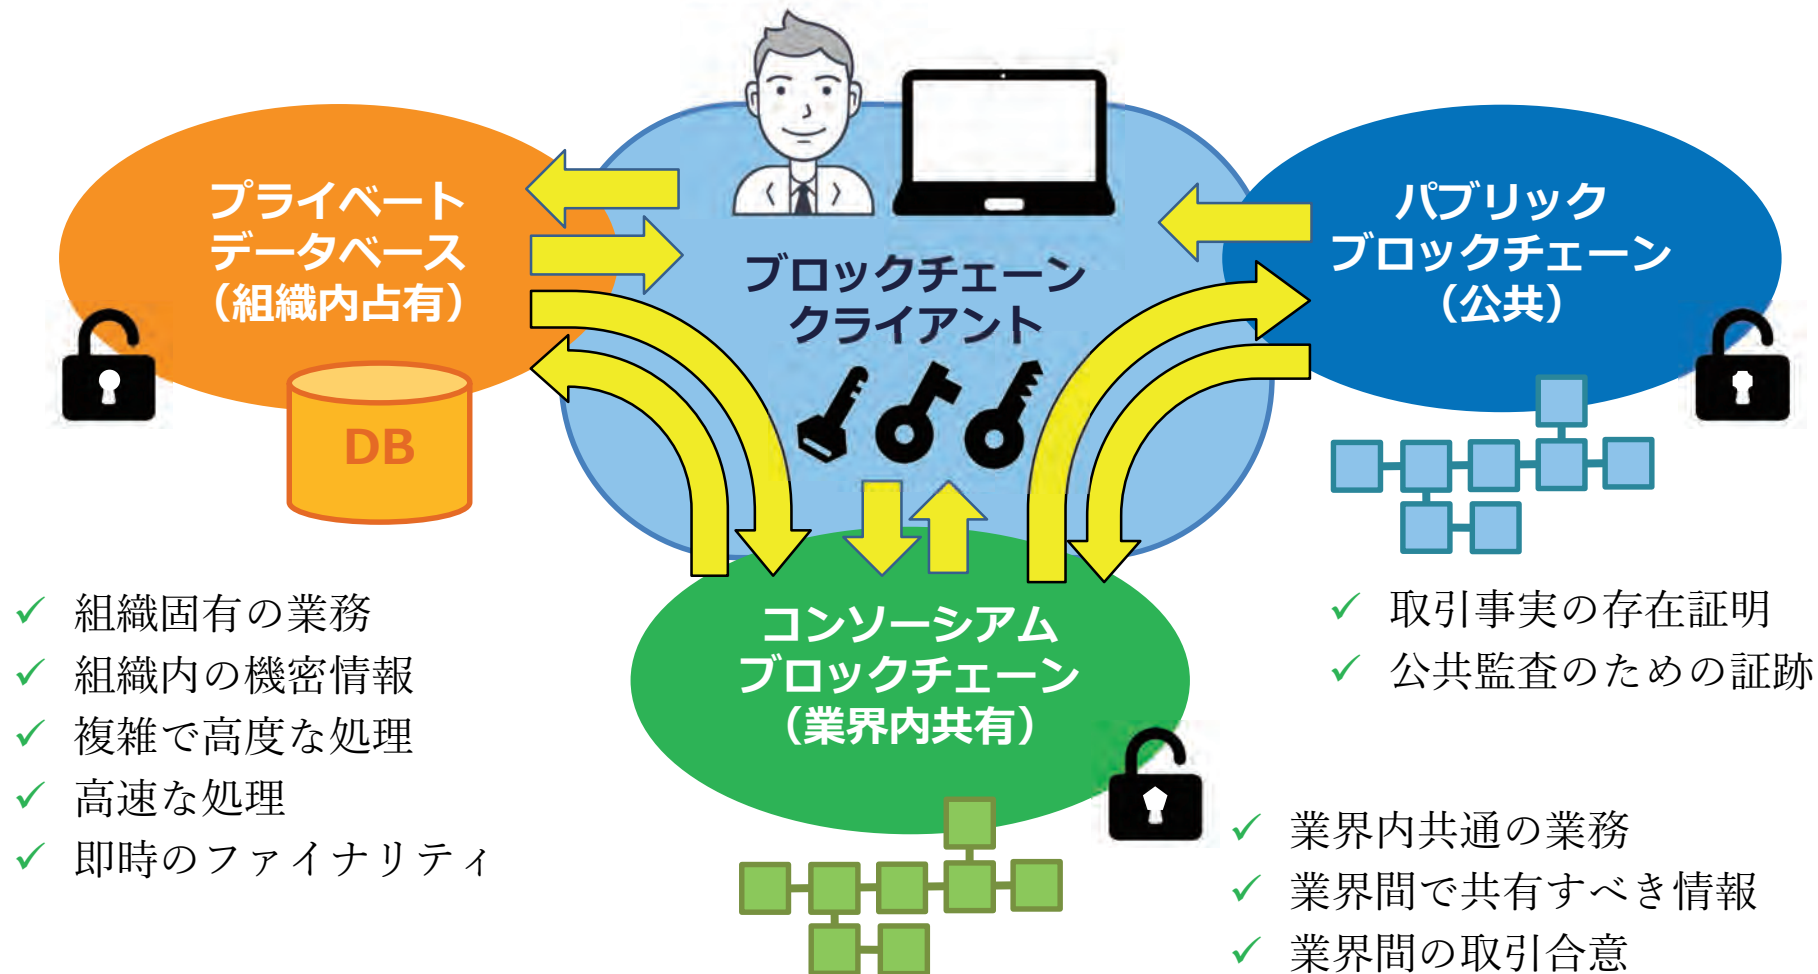 プライベート
データベース
（組織内占有）
DB
ブロックチェーン
クライアント
パブリック
ブロックチェーン
（公共）
コンソーシアム
ブロックチェーン
（業界内共有）
✓ 組織固有の業務
✓ 組織内の機密情報
✓ 複雑で高度な処理
✓ 高速な処理
✓ 即時のファイナリティ
✓ 取引事実の存在証明
✓ 公共監査のための証跡
✓ 業界内共通の業務
✓ 業界間で共有すべき情報
✓ 業界間の取引合意